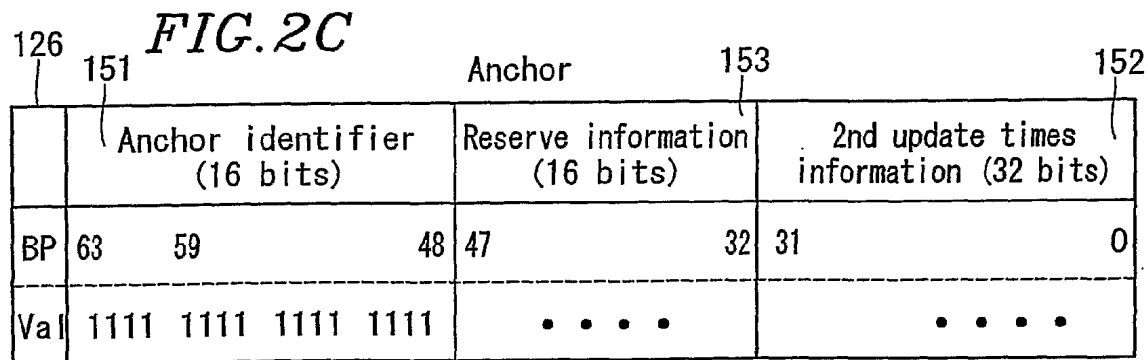 FIG.2C
126 151 Anchor 153 152
Anchor identifier Reserve information 2nd update times
(16 bits) (16 bits) information (32 bits)
BP 63 59 48 47 32 31 0
Val 1111 1111 1111 1111 • • • • • • • •